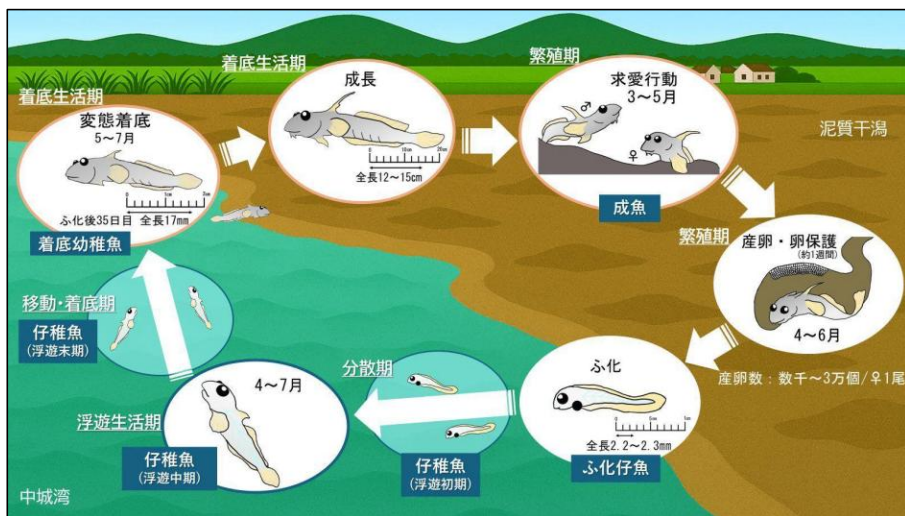 着底生活期
変態着底
5～7月
ふ化後35日目 全長17mm
着底幼稚魚
着底生活期
成長
全長12～15cm
繁殖期
求愛行動
3～5月
♂
♀
成魚
泥質干潟
繁殖期
産卵・卵保護
(約1週間)
4～6月
産卵数：数千～3万個/♀1尾
ふ化
全長2.2～2.3mm
ふ化仔魚
分散期
仔稚魚
(浮遊初期)
4～7月
浮遊生活期
仔稚魚
(浮遊中期)
移動・着底期
仔稚魚
(浮遊末期)
中城湾